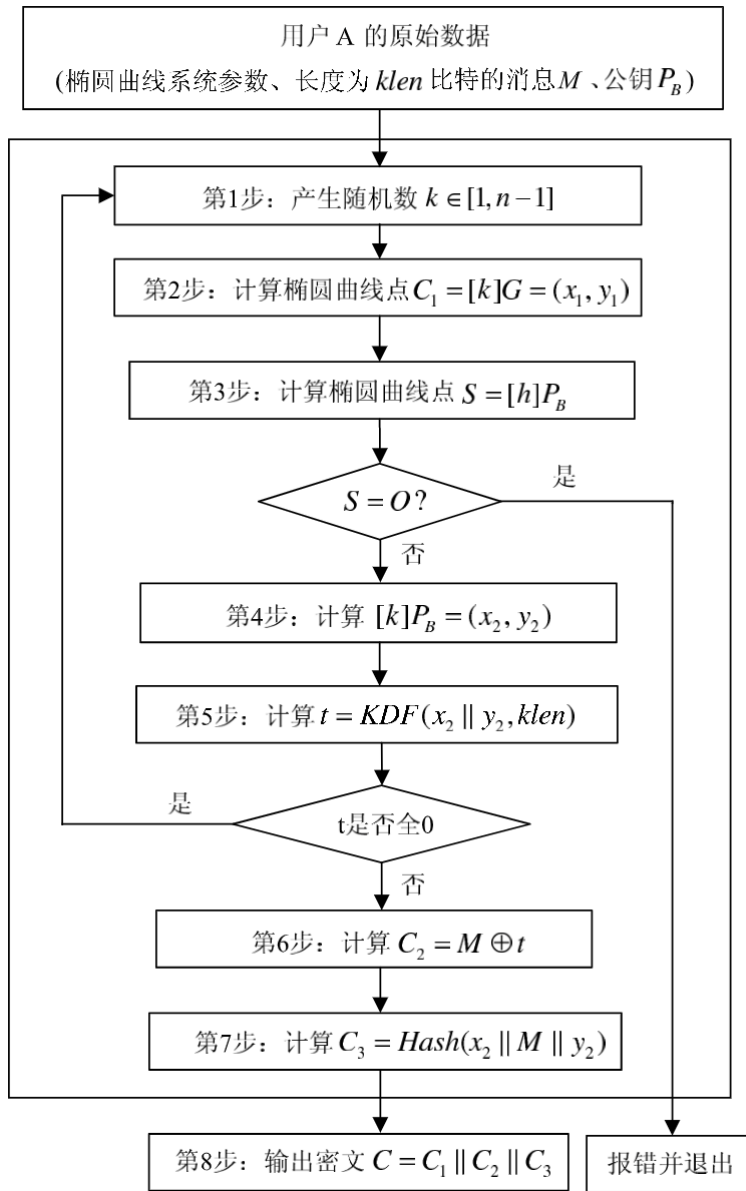 用户 A 的原始数据
(椭圆曲线系统参数、长度为 klen 比特的消息 M 、公钥 P_B )
第1步：产生随机数 k ∈ [1, n − 1]
第2步：计算椭圆曲线点 C_1 = [k]G = (x_1, y_1)
第3步：计算椭圆曲线点 S = [h]P_B
S = O ?
是
否
第4步：计算 [k]P_B = (x_2, y_2)
第5步：计算 t = KDF(x_2 || y_2, klen)
是
t是否全0
否
第6步：计算 C_2 = M ⊕ t
第7步：计算 C_3 = Hash(x_2 || M || y_2)
第8步：输出密文 C = C_1 || C_2 || C_3
报错并退出